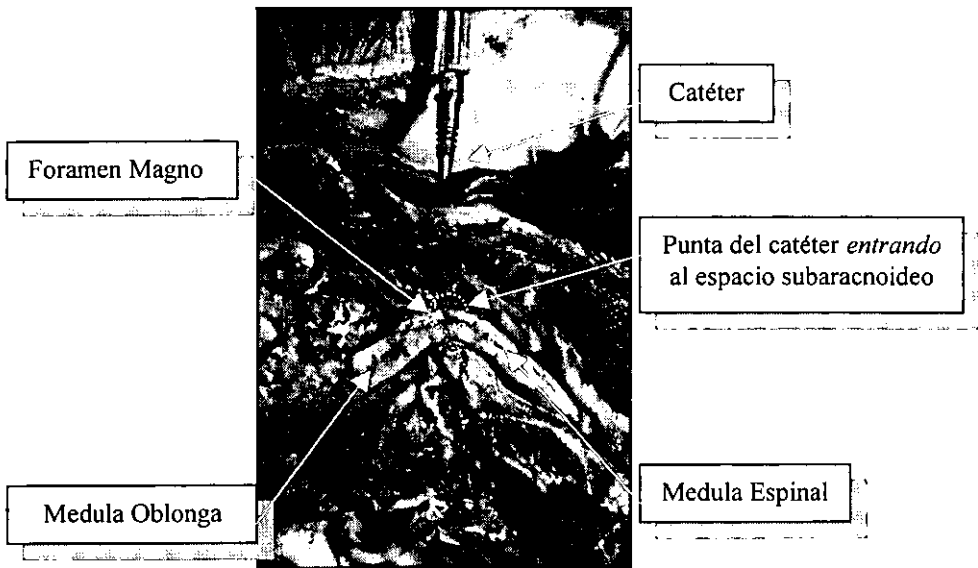 Catéter
Foramen Magno
Punta del catéter entrando
al espacio subaracnoideo
Medula Oblonga
Medula Espinal